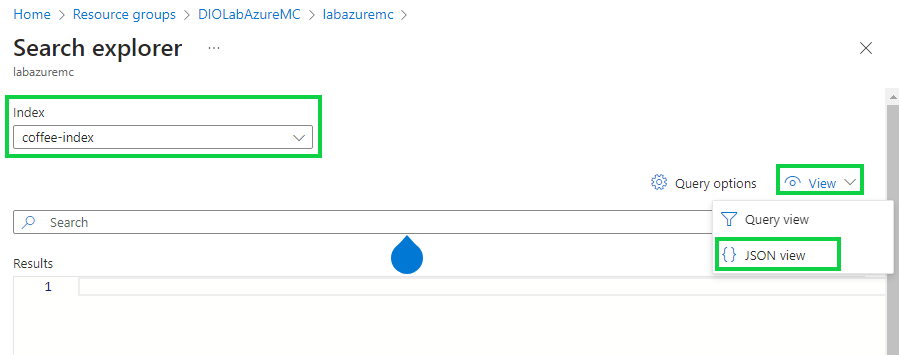 Home > Resource groups > DIOLabAzureMC > labazuremc >
Search explorer ...
labazuremc
Index
coffee-index
Query options View
Query view
Search
JSON view
Results
1